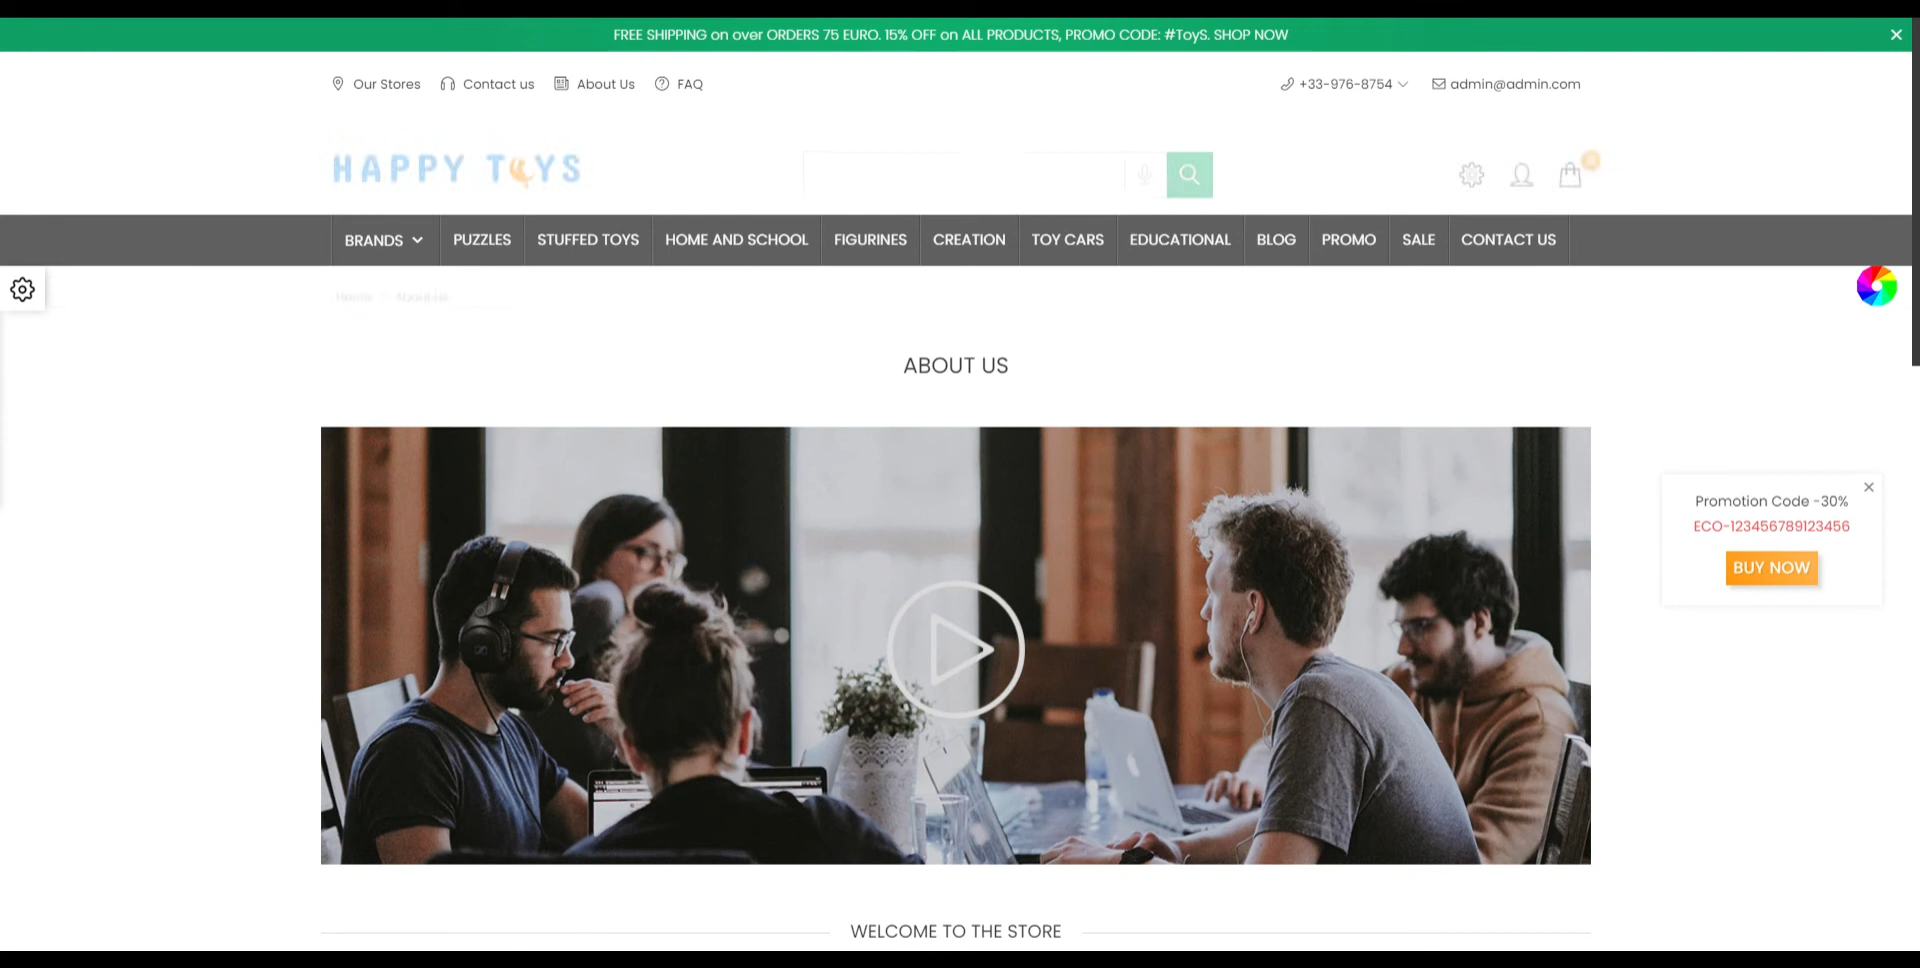 FREE SHIPPING on over ORDERS 75 EURO. 15% OFF on ALL PRODUCTS, PROMO CODE: #ToyS. SHOP NOW
Our Stores Contact us About Us FAQ +33-976-8754 admin@admin.com
HAPPY TOYS
BRANDS PUZZLES STUFFED TOYS HOME AND SCHOOL FIGURINES CREATION TOY CARS EDUCATIONAL BLOG PROMO SALE CONTACT US
Home About Us
ABOUT US
Promotion Code -30%
ECO-123456789123456
BUY NOW
WELCOME TO THE STORE